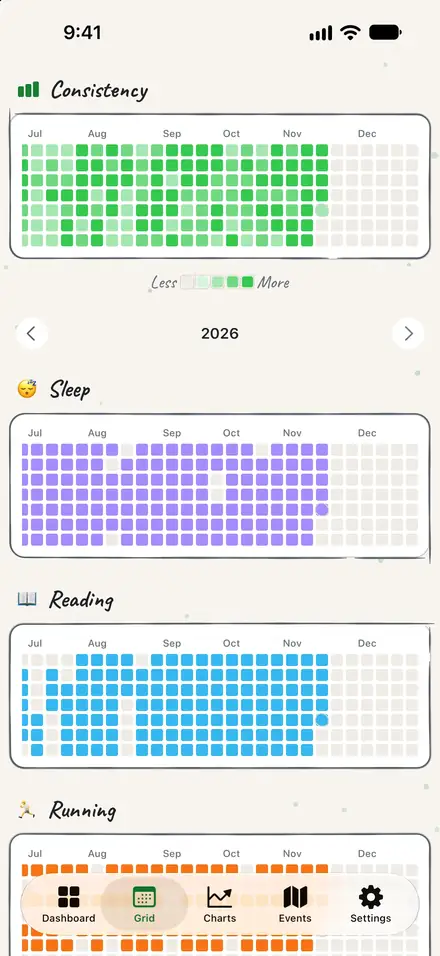 9:41
Consistency
Jul Aug Sep Oct Nov Dec
Less More
2026
Sleep
Jul Aug Sep Oct Nov Dec
Reading
Jul Aug Sep Oct Nov Dec
Running
Jul Aug Sep Oct Nov Dec
Dashboard Grid Charts Events Settings